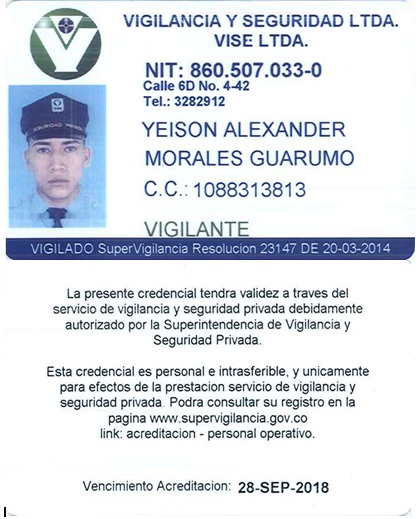 VIGILANCIA Y SEGURIDAD LTDA.
VISE LTDA.
NIT: 860.507.033-0
Calle 6D No. 4-42
Tel.: 3282912
YEISON ALEXANDER
MORALES GUARUMO
C.C.: 1088313813
VIGILANTE
SEGURIDAD PRIVADA
VIGILADO SuperVigilancia Resolucion 23147 DE 20-03-2014
La presente credencial tendra validez a traves del
servicio de vigilancia y seguridad privada debidamente
autorizado por la Superintendencia de Vigilancia y
Seguridad Privada.
Esta credencial es personal e intrasferible, y unicamente
para efectos de la prestacion servicio de vigilancia y
seguridad privada. Podra consultar su registro en la
pagina www.supervigilancia.gov.co
link: acreditacion - personal operativo.
Vencimiento Acreditacion: 28-SEP-2018